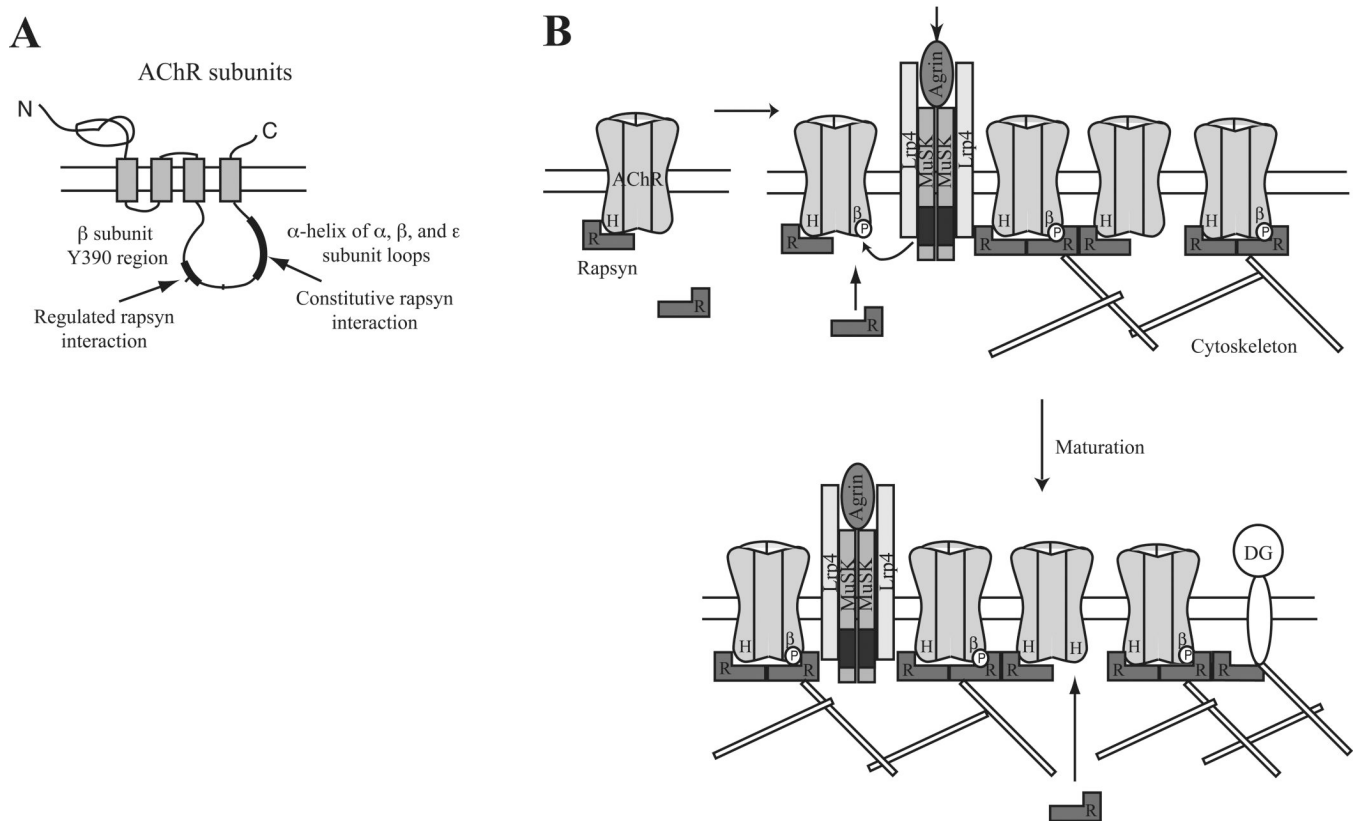 A
AChR subunits
N
C
β subunit
Y390 region
α-helix of α, β, and ε
subunit loops
Regulated rapsyn
interaction
Constitutive rapsyn
interaction
B
AChR
H
R
Rapsyn
R
Agrin
Lrp4
MuSK
MuSK
Lrp4
H
β
P
R
R
H
β
P
R
R
H
R
H
β
P
R
R
Cytoskeleton
Maturation
Agrin
Lrp4
MuSK
MuSK
Lrp4
DG
H
β
P
R
R
H
β
P
R
R
H
H
R
H
β
P
R
R
R
R